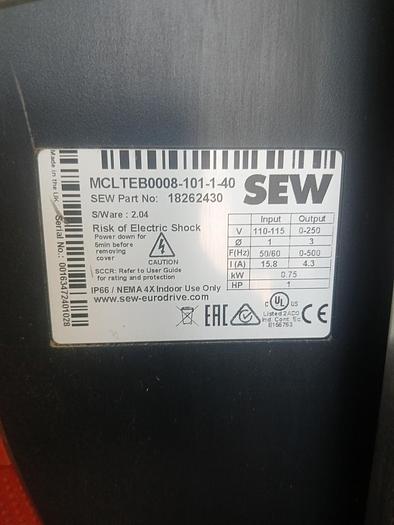 MCLTEB0008-101-1-40
SEW Part No: 18262430
SEW
S/Ware : 2.04
Risk of Electric Shock
Power down for
5min before
removing
cover
SCCR: Refer to User Guide
for rating and protection
IP66 / NEMA 4X Indoor Use Only
www.sew-eurodrive.com
Input Output
V 110-115 0-250
Ø 1 3
F(Hz) 50/60 0-500
I (A) 15.8 4.3
kW 0.75
HP 1
EAC
C UL US
Listed 2AC0
Ind. Cont. Eq.
E156763
CE
Made in the UK
Serial No: 00163472401028